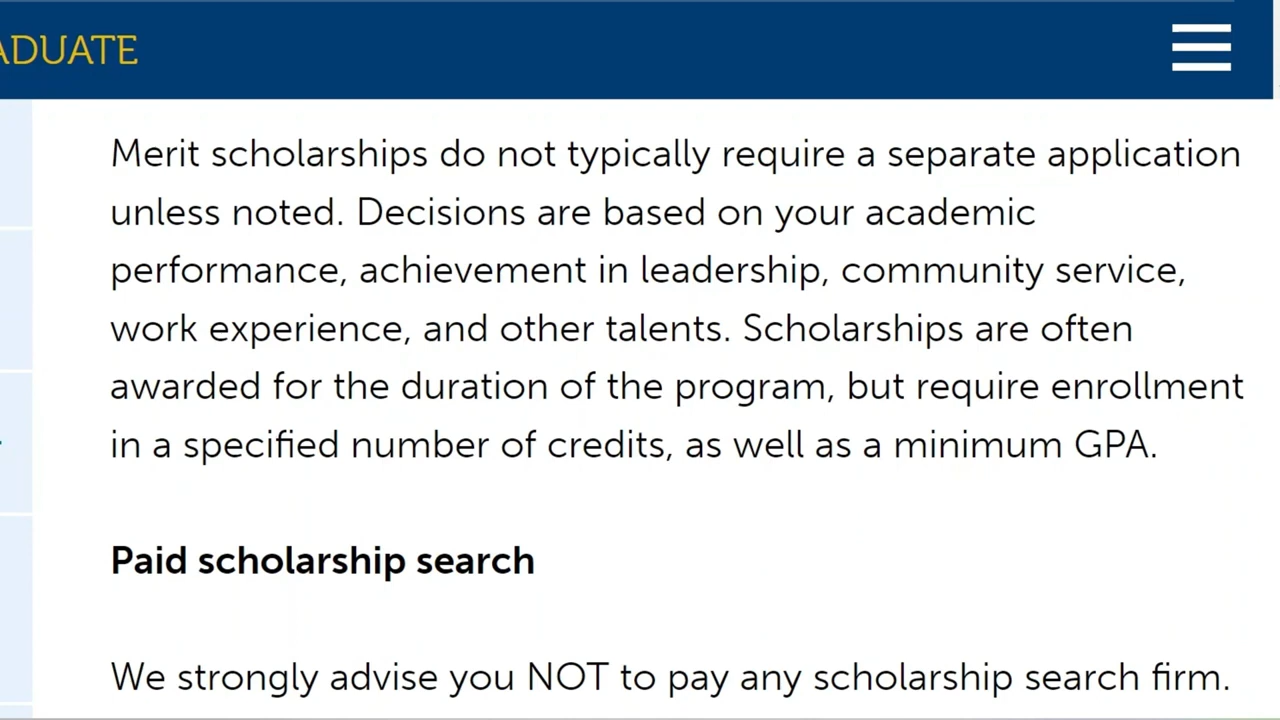 ADUATE
Merit scholarships do not typically require a separate application
unless noted. Decisions are based on your academic
performance, achievement in leadership, community service,
work experience, and other talents. Scholarships are often
awarded for the duration of the program, but require enrollment
in a specified number of credits, as well as a minimum GPA.
Paid scholarship search
We strongly advise you NOT to pay any scholarship search firm.